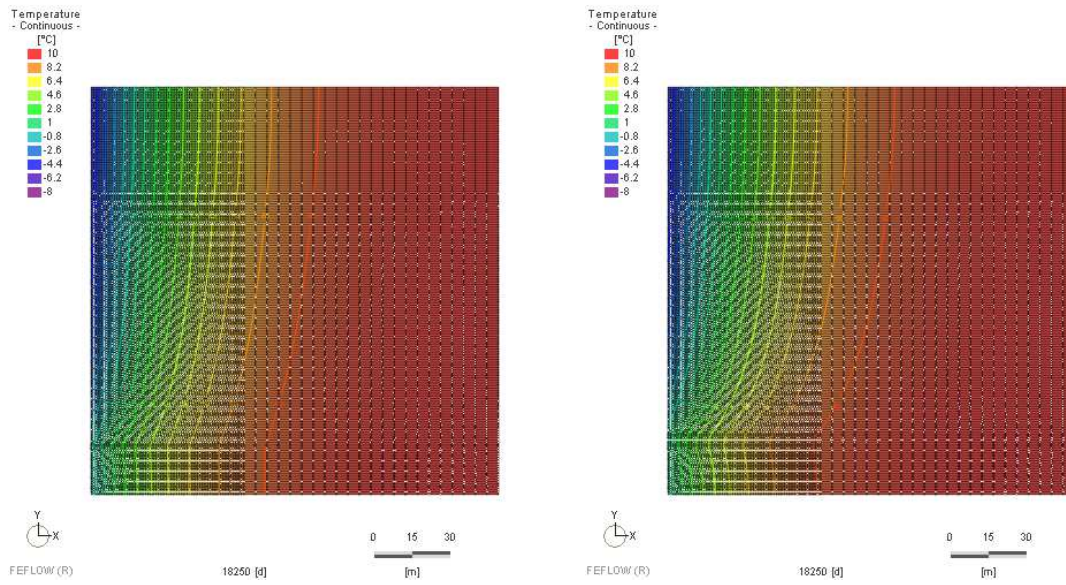 Temperature
- Continuous -
[°C]
10
8.2
6.4
4.6
2.8
1
-0.8
-2.6
-4.4
-6.2
-8
Y
X
FEFLOW (R)
18250 [d]
0 15 30
[m]
Temperature
- Continuous -
[°C]
10
8.2
6.4
4.6
2.8
1
-0.8
-2.6
-4.4
-6.2
-8
Y
X
FEFLOW (R)
18250 [d]
0 15 30
[m]